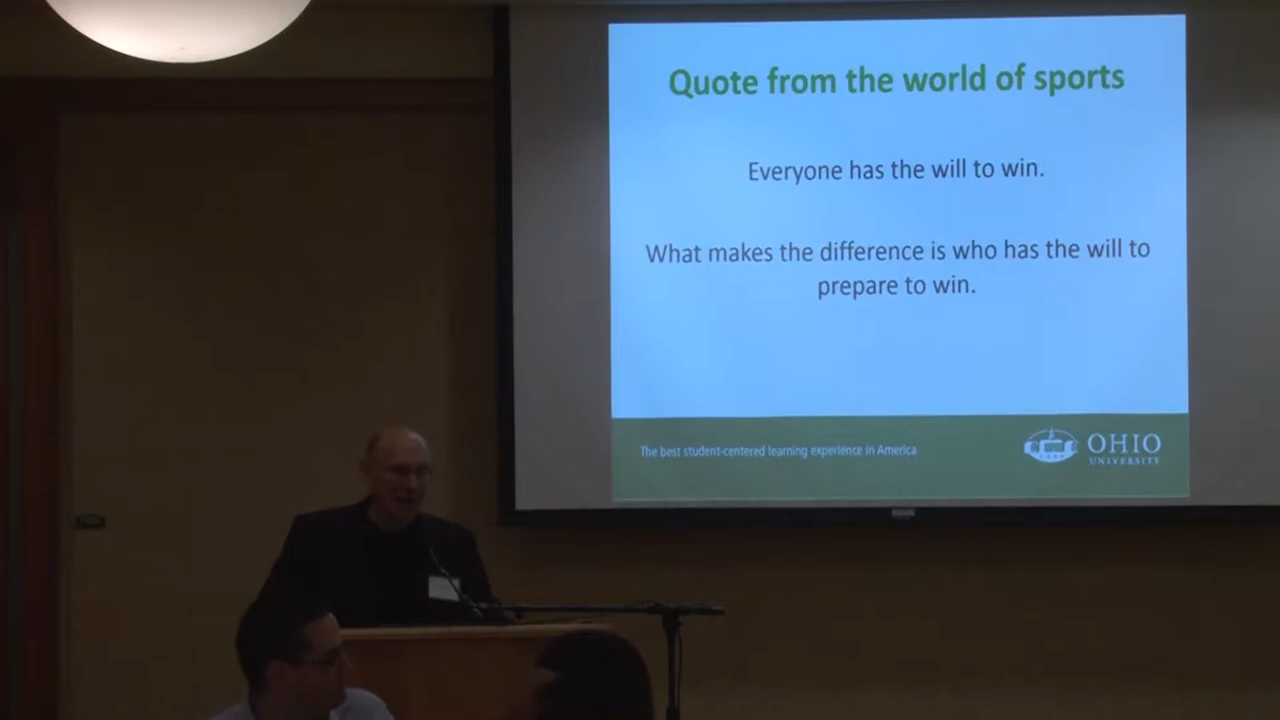 Quote from the world of sports
Everyone has the will to win.
What makes the difference is who has the will to
prepare to win.
The best student-centered learning experience in America
OHIO
UNIVERSITY